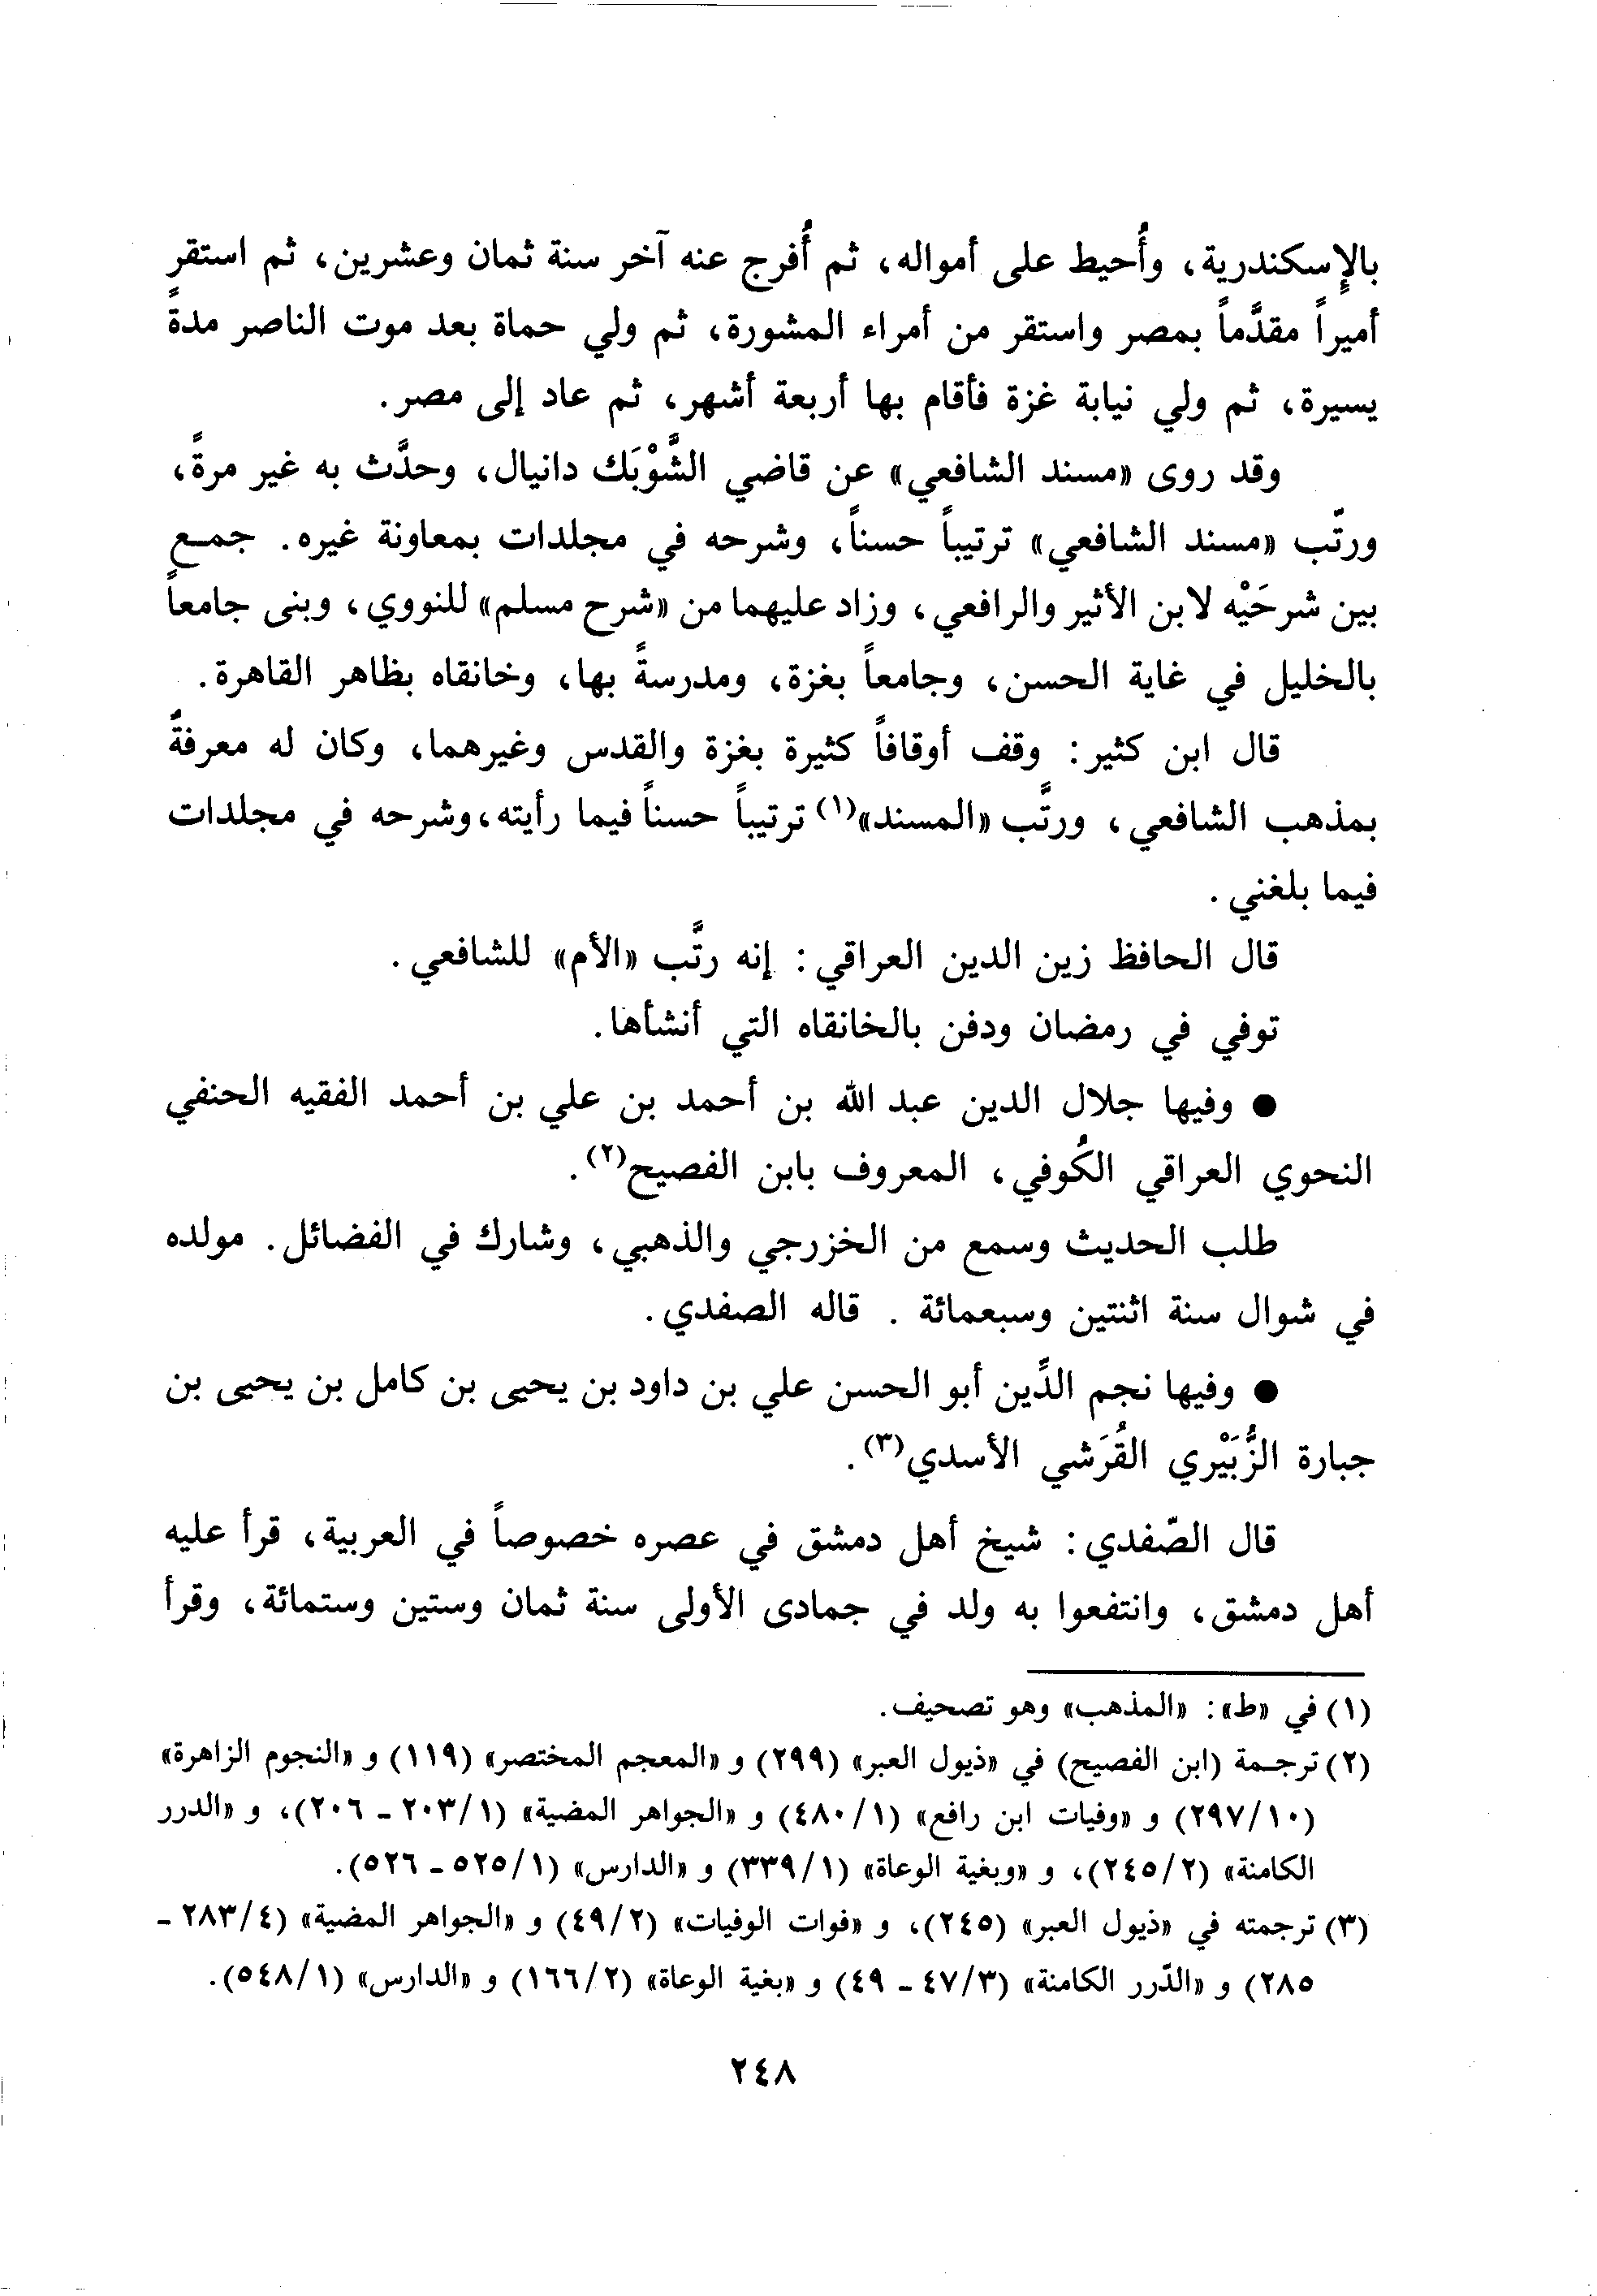 بالإسكندرية، وأُحيط على أمواله، ثم أُفرج عنه آخر سنة ثمان وعشرين، ثم استقر
أميراً مقدَّماً بمصر واستقر من أمراء المشورة، ثم ولي حماة بعد موت الناصر مدةً
يسيرة، ثم ولي نيابة غزة فأقام بها أربعة أشهر، ثم عاد إلى مصر.
وقد روى «مسند الشافعي» عن قاضي الشَّوْبَك دانيال، وحدَّث به غير مرةً،
ورتّب «مسند الشافعي» ترتيباً حسناً، وشرحه في مجلدات بمعاونة غيره. جمع
بين شرحَيْه لابن الأثير والرافعي، وزاد عليهما من «شرح مسلم» للنووي، وبنى جامعاً
بالخليل في غاية الحسن، وجامعاً بغزة، ومدرسةً بها، وخانقاه بظاهر القاهرة.
قال ابن كثير: وقف أوقافاً كثيرة بغزة والقدس وغيرهما، وكان له معرفةً
بمذهب الشافعي، ورتَّب «المسند»(١) ترتيباً حسناً فيما رأيته، وشرحه في مجلدات
فيما بلغني.
قال الحافظ زين الدين العراقي: إنه رتَّب «الأم» للشافعي.
توفي في رمضان ودفن بالخانقاه التي أنشأها.
● وفيها جلال الدين عبد الله بن أحمد بن علي بن أحمد الفقيه الحنفي
النحوي العراقي الكُوفي، المعروف بابن الفصيح(٢).
طلب الحديث وسمع من الخزرجي والذهبي، وشارك في الفضائل. مولده
في شوال سنة اثنتين وسبعمائة . قاله الصفدي.
● وفيها نجم الدِّين أبو الحسن علي بن داود بن يحيى بن كامل بن يحيى بن
جبارة الزُّبَيْري القُرَشي الأسدي(٣).
قال الصّفدي: شيخ أهل دمشق في عصره خصوصاً في العربية، قرأ عليه
أهل دمشق، وانتفعوا به ولد في جمادى الأولى سنة ثمان وستين وستمائة، وقرأ
(١) في «ط»: «المذهب» وهو تصحيف.
(٢) ترجمة (ابن الفصيح) في «ذيول العبر» (٢٩٩) و «المعجم المختصر» (١١٩) و «النجوم الزاهرة»
(٢٩٧/١٠) و «وفيات ابن رافع» (٤٨٠/١) و «الجواهر المضية» (٢٠٣/١ - ٢٠٦)، و «الدرر
الكامنة» (٢٤٥/٢)، و «وبغية الوعاة» (٣٣٩/١) و «الدارس» (٥٢٥/١ - ٥٢٦).
(٣) ترجمته في «ذيول العبر» (٢٤٥)، و «فوات الوفيات» (٤٩/٢) و «الجواهر المضية» (٢٨٣/٤ -
٢٨٥) و «الدّرر الكامنة» (٤٧/٣ - ٤٩) و «بغية الوعاة» (١٦٦/٢) و «الدارس» (٥٤٨/١).
٢٤٨